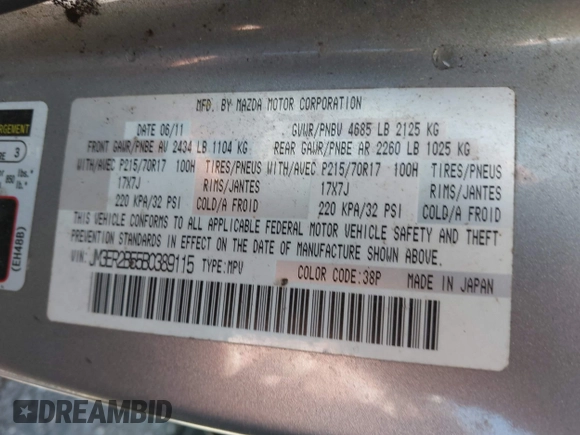 MFD. BY MAZDA MOTOR CORPORATION
DATE 06/11 GVWR/PNBV 4685 LB 2125 KG
FRONT GAWR/PNBE AV 2434 LB 1104 KG REAR GAWR/PNBE AR 2260 LB 1025 KG
WITH/AVEC P215/70R17 100H TIRES/PNEUS WITH/AVEC P215/70R17 100H TIRES/PNEUS
17X7J RIMS/JANTES 17X7J RIMS/JANTES
220 KPA/32 PSI COLD/A FROID 220 KPA/32 PSI COLD/A FROID
THIS VEHICLE CONFORMS TO ALL APPLICABLE FEDERAL MOTOR VEHICLE SAFETY AND THEFT
PREVENTION STANDARDS IN EFFECT ON THE DATE OF MANUFACTURE SHOWN ABOVE.
VIN: TYPE:MPV COLOR CODE:38P MADE IN JAPAN
3
lbs.
(EH48B)
DREAMBID